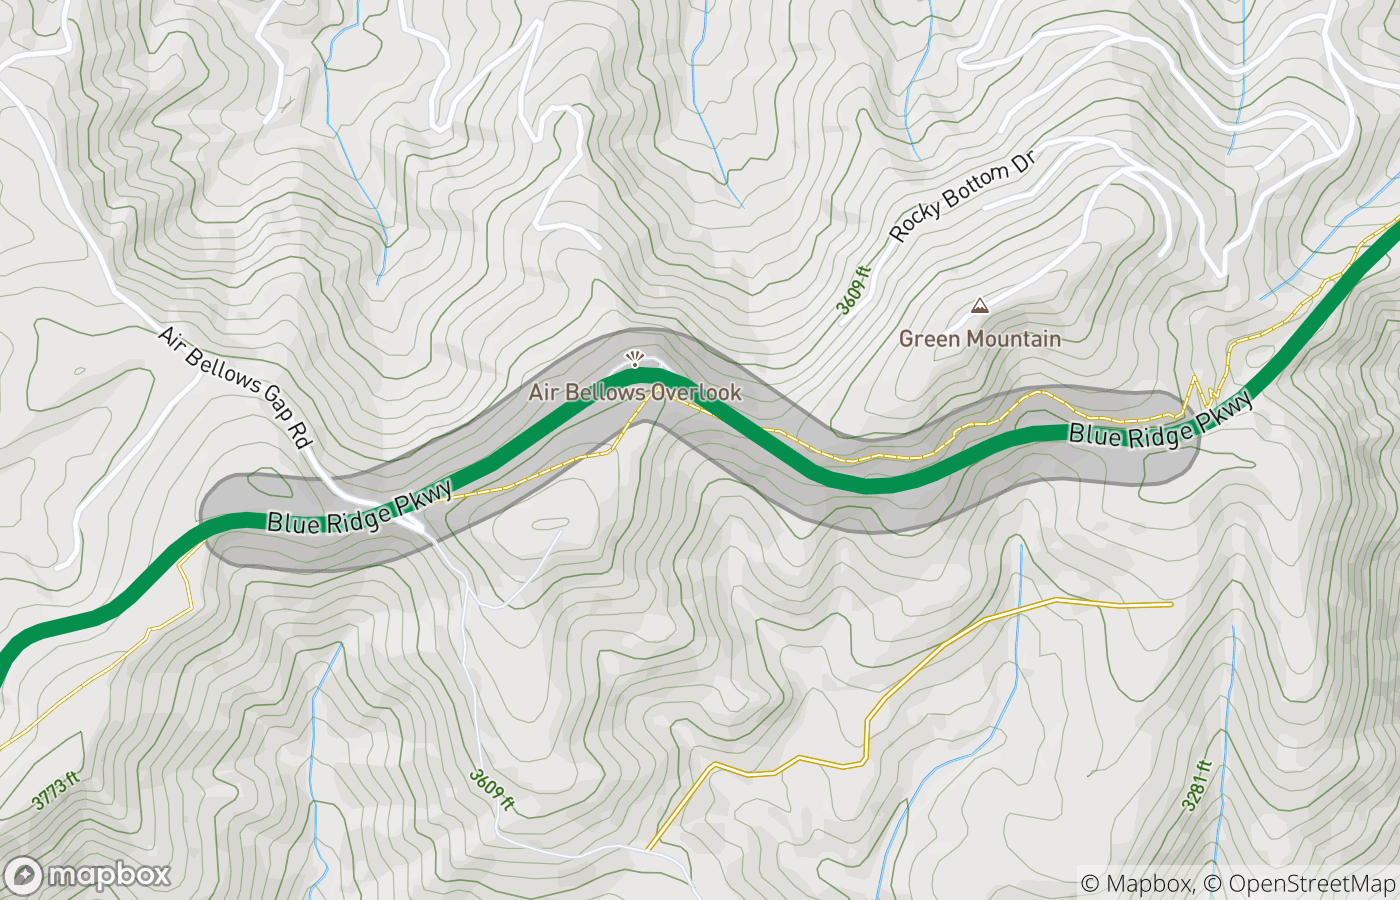 Rocky Bottom Dr
3609 ft
Green Mountain
Air Bellows Gap Rd
Air Bellows Overlook
Blue Ridge Pkwy
Blue Ridge Pkwy
3773 ft
3609 ft
3281 ft
mapbox
© Mapbox, © OpenStreetMap